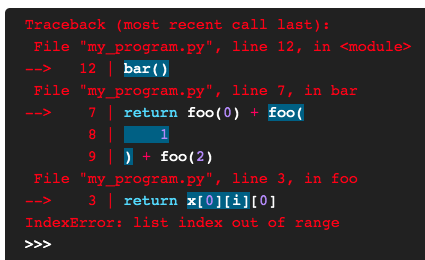 Traceback (most recent call last):
 File "my_program.py", line 12, in <module>
-->   12 | bar()
 File "my_program.py", line 7, in bar
-->    7 | return foo(0) + foo(
       8 |     1
       9 | ) + foo(2)
 File "my_program.py", line 3, in foo
-->    3 | return x[0][i][0]
IndexError: list index out of range
>>>